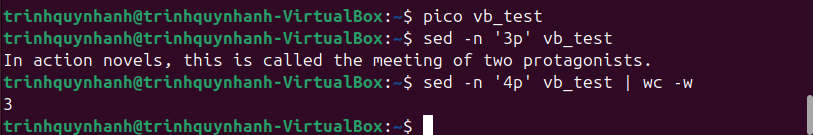 trinhquynhanh@trinhquynhanh-VirtualBox:~$ pico vb_test
trinhquynhanh@trinhquynhanh-VirtualBox:~$ sed -n '3p' vb_test
In action novels, this is called the meeting of two protagonists.
trinhquynhanh@trinhquynhanh-VirtualBox:~$ sed -n '4p' vb_test | wc -w
3
trinhquynhanh@trinhquynhanh-VirtualBox:~$